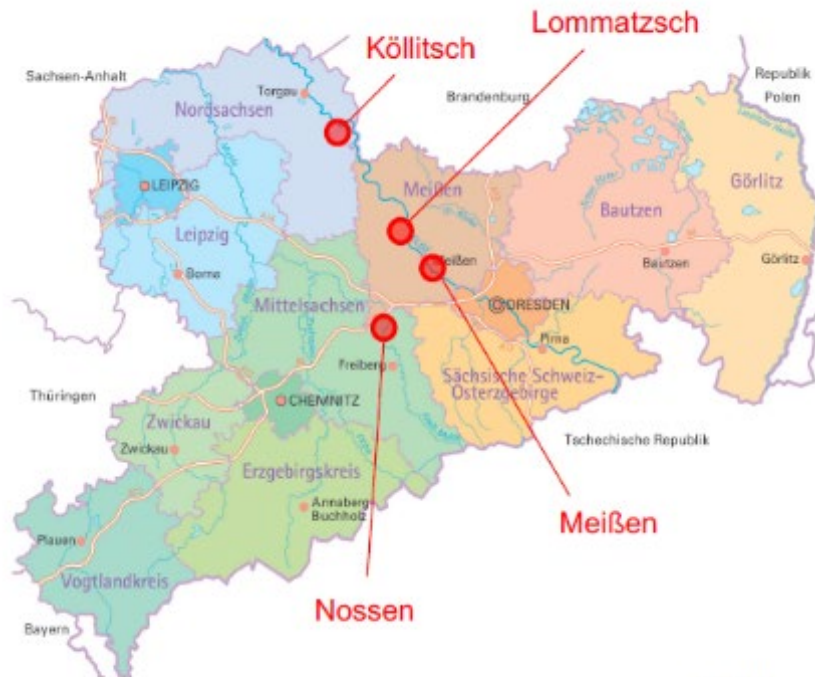 Lommatzsch
Köllitsch
Sachsen-Anhalt
Republik
Polen
Torgau
Brandenburg
Nordsachsen
LEIPZIG
Meißen
Görlitz
Bautzen
Leipzig
Borna
Meißen
Bautzen
Görlitz
Mittelsachsen
DRESDEN
Pirna
Freiberg
Sächsische Schweiz-
Osterzgebirge
Thüringen
CHEMNITZ
Zwickau
Tschechische Republik
Zwickau
Erzgebirgskreis
Annaberg-
Buchholz
Meißen
Plauen
Vogtlandkreis
Nossen
Bayern